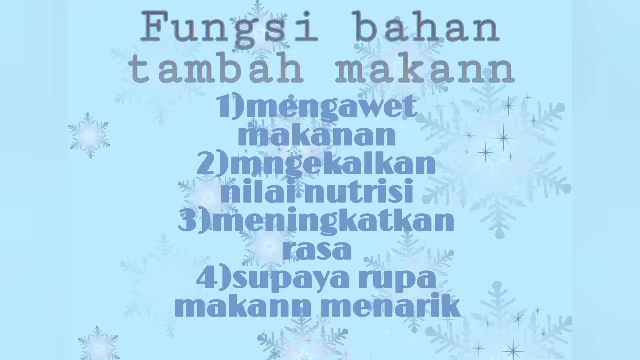 Fungsi bahan
tambah makann
1)mengawet
makanan
2)mngekalkan
nilai nutrisi
3)meningkatkan
rasa
4)supaya rupa
makann menarik